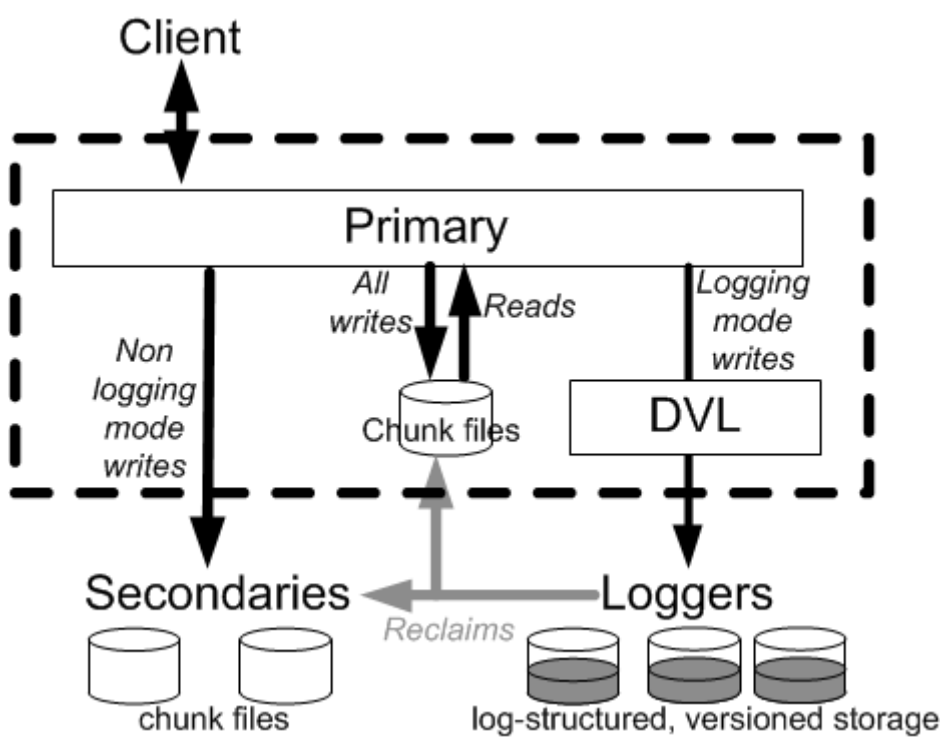 Client
Primary
All
writes
Reads
Logging
mode
writes
Non
logging
mode
writes
Chunk files
DVL
Secondaries
Loggers
Reclaims
chunk files
log-structured, versioned storage